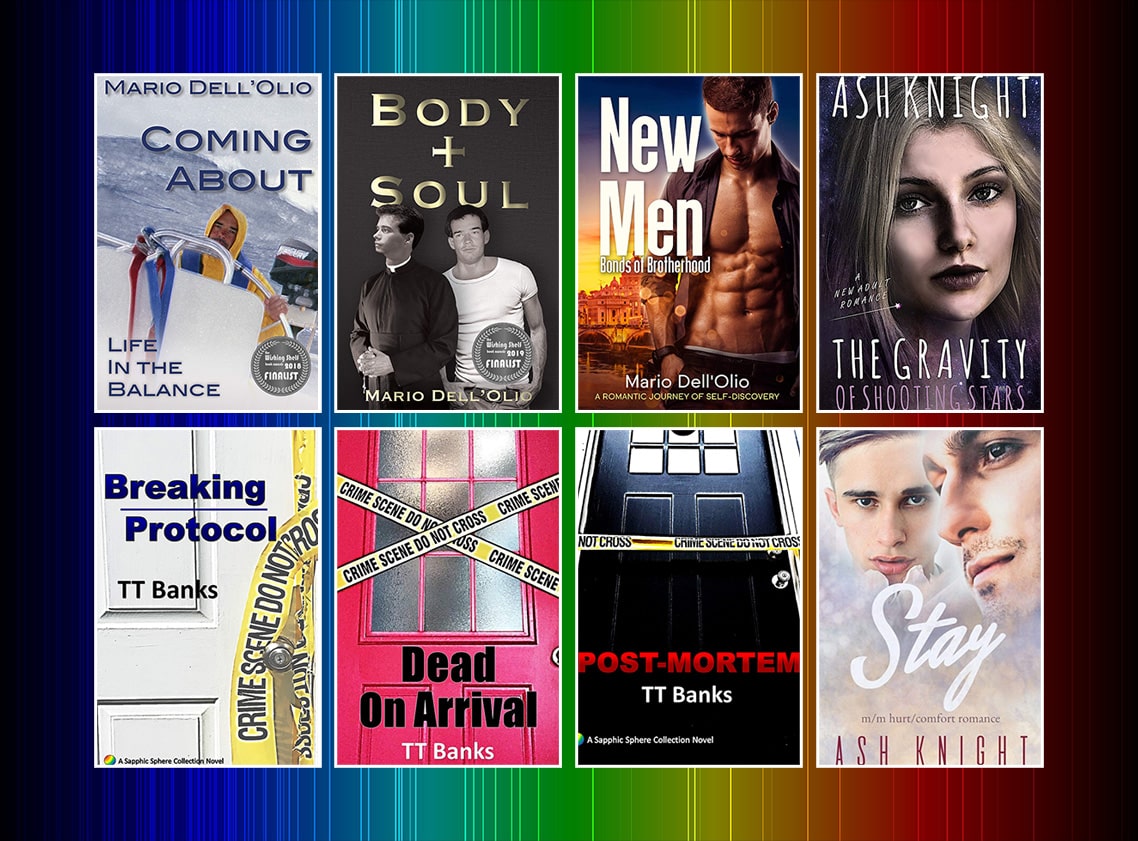 MARIO DELL'OLIO
COMING
ABOUT
LIFE
IN THE
BALANCE
The
Wishing Shelf
book awards 2018
FINALIST
BODY
+
SOUL
The
Wishing Shelf
book awards 2019
FINALIST
MARIO DELL'OLIO
New
Men
Bonds of Brotherhood
Mario Dell'Olio
A ROMANTIC JOURNEY OF SELF-DISCOVERY
ASH KNIGHT
A
NEW ADULT
ROMANCE
THE GRAVITY
OF SHOOTING STARS
Breaking
Protocol
TT Banks
CRIME SCENE DO NOT CROSS
A Sapphic Sphere Collection Novel
CRIME SCENE DO NOT CROSS
CRIME SCENE
CRIME SCENE DO NOT CROSS
CRIME SCENE
Dead
On Arrival
TT Banks
NOT CROSS
CRIME SCENE DO NOT CROSS
POST-MORTEM
TT Banks
A Sapphic Sphere Collection Novel
Stay
m/m hurt/comfort romance
ASH KNIGHT